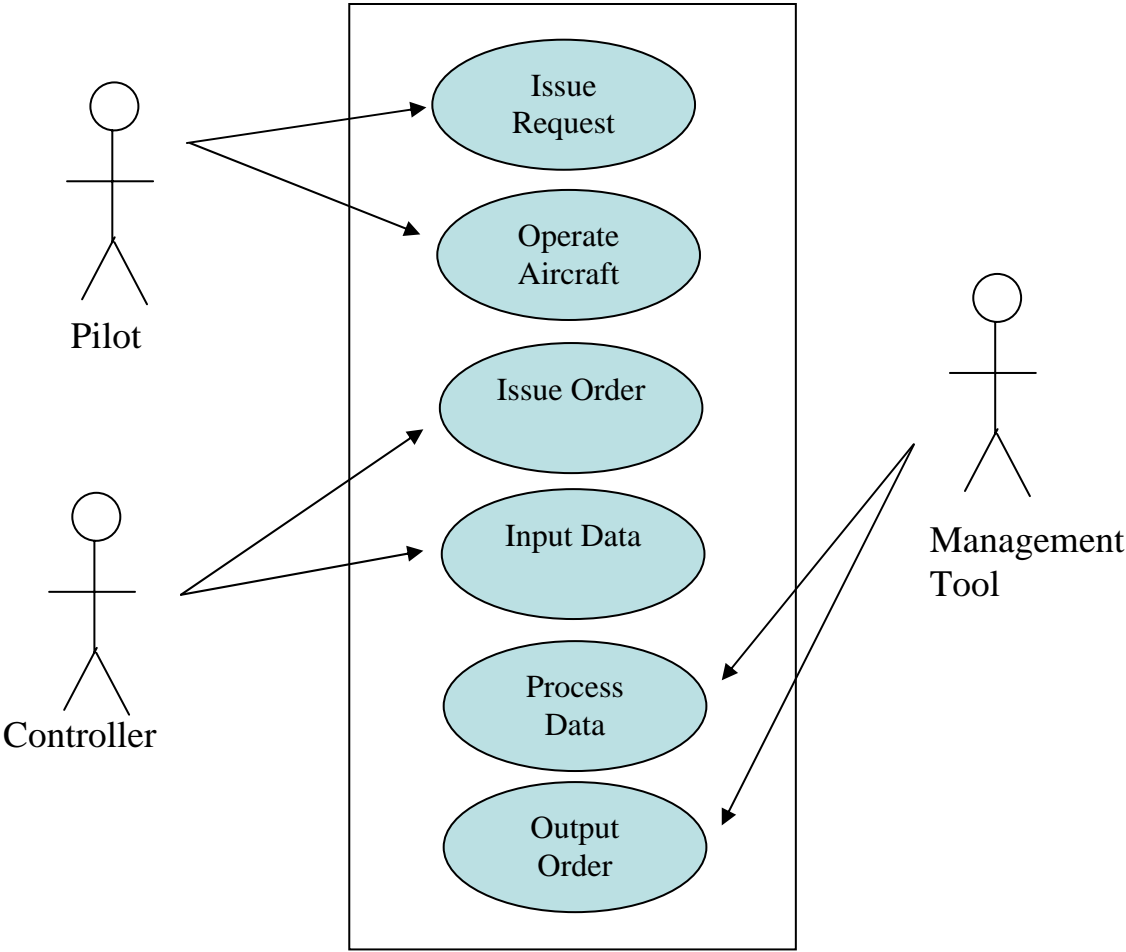 Issue
Request
Operate
Aircraft
Pilot
Issue Order
Input Data
Management
Tool
Process
Data
Controller
Output
Order